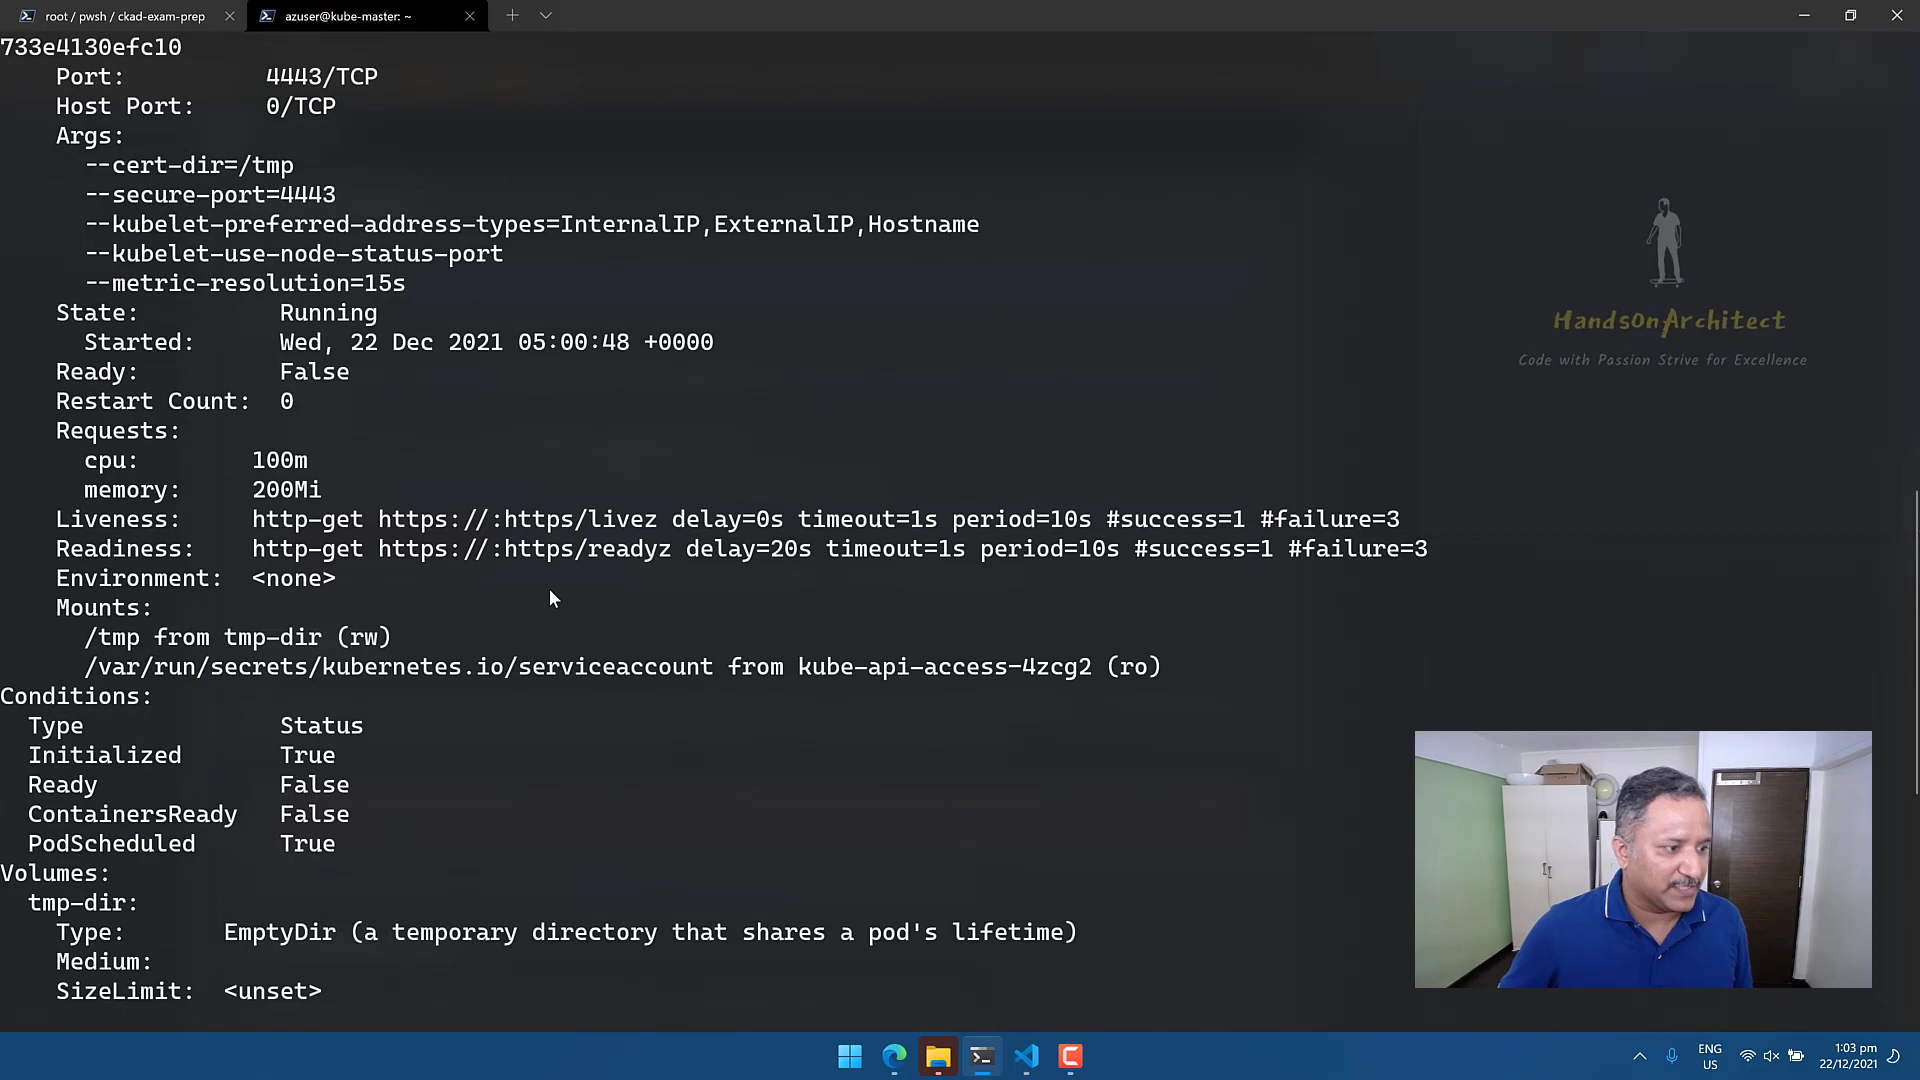 root / pwsh / ckad-exam-prep
azuser@kube-master: ~
733e4130efc10
Port: 4443/TCP
Host Port: 0/TCP
Args:
--cert-dir=/tmp
--secure-port=4443
--kubelet-preferred-address-types=InternalIP,ExternalIP,Hostname
--kubelet-use-node-status-port
--metric-resolution=15s
State: Running
Started: Wed, 22 Dec 2021 05:00:48 +0000
Ready: False
Restart Count: 0
Requests:
cpu: 100m
memory: 200Mi
Liveness: http-get https://:https/livez delay=0s timeout=1s period=10s #success=1 #failure=3
Readiness: http-get https://:https/readyz delay=20s timeout=1s period=10s #success=1 #failure=3
Environment: <none>
Mounts:
/tmp from tmp-dir (rw)
/var/run/secrets/kubernetes.io/serviceaccount from kube-api-access-4zcg2 (ro)
Conditions:
Type Status
Initialized True
Ready False
ContainersReady False
PodScheduled True
Volumes:
tmp-dir:
Type: EmptyDir (a temporary directory that shares a pod's lifetime)
Medium:
SizeLimit: <unset>
HandsOnArchitect
Code with Passion Strive for Excellence
ENG
US
1:03 pm
22/12/2021